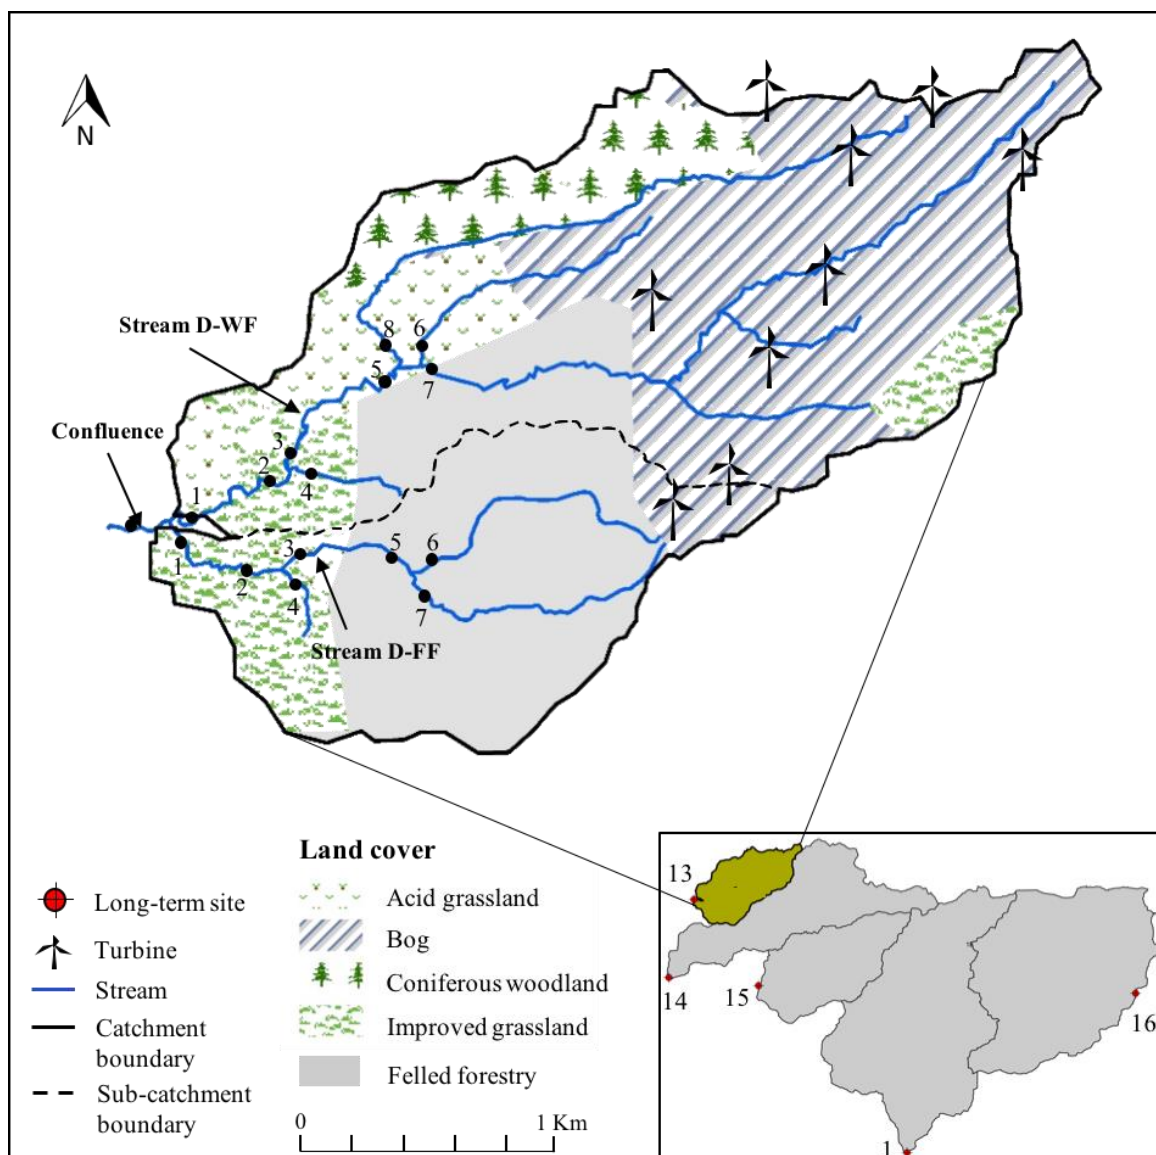 N
8
6
Stream D-WF
5
7
Confluence
3
2
4
1
3
5
6
1
2
4
7
Stream D-FF
Land cover
Long-term site
Turbine
Stream
Catchment
boundary
Sub-catchment
boundary
Acid grassland
Bog
Coniferous woodland
Improved grassland
Felled forestry
0
1 Km
13
14
15
16
1